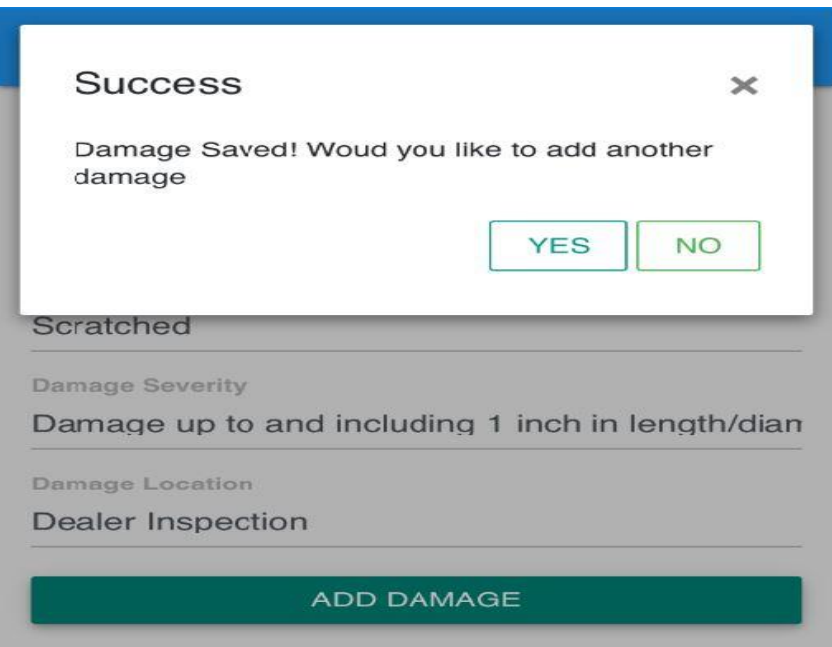 Success
Damage Saved! Woud you like to add another
damage
YES NO
Scratched
Damage Severity
Damage up to and including 1 inch in length/diam
Damage Location
Dealer Inspection
ADD DAMAGE